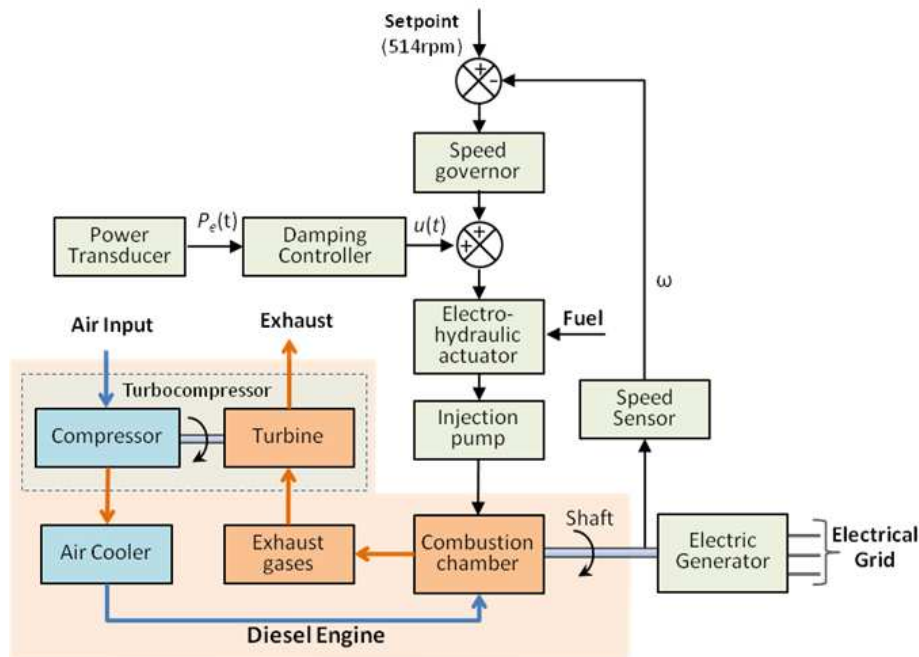 Setpoint
(514rpm)
+
-
Speed
governor
Pe(t)
u(t)
+
+
Power
Transducer
Damping
Controller
ω
Air Input
Exhaust
Electro-
hydraulic
actuator
Fuel
Turbocompressor
Speed
Sensor
Compressor
Turbine
Injection
pump
Shaft
Air Cooler
Exhaust
gases
Combustion
chamber
Electric
Generator
Electrical
Grid
Diesel Engine